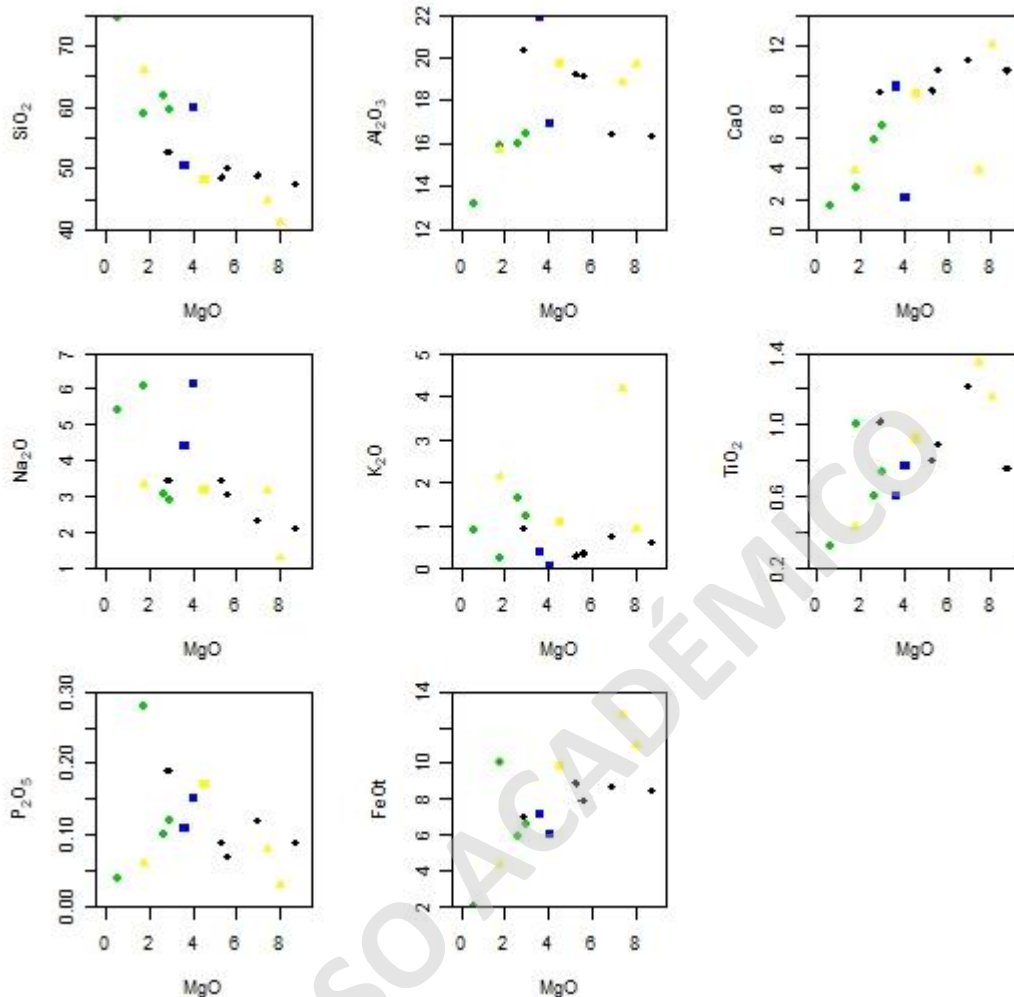 SiO2
40 50 60 70
0 2 4 6 8
MgO
Al2O3
12 14 16 18 20 22
0 2 4 6 8
MgO
CaO
0 2 4 6 8 12
0 2 4 6 8
MgO
Na2O
1 2 3 4 5 6 7
0 2 4 6 8
MgO
K2O
0 1 2 3 4 5
0 2 4 6 8
MgO
TiO2
0.2 0.6 1.0 1.4
0 2 4 6 8
MgO
P2O5
0.00 0.10 0.20 0.30
0 2 4 6 8
MgO
FeOt
2 4 6 8 10 12 14
0 2 4 6 8
MgO
SO ACADÉMICO